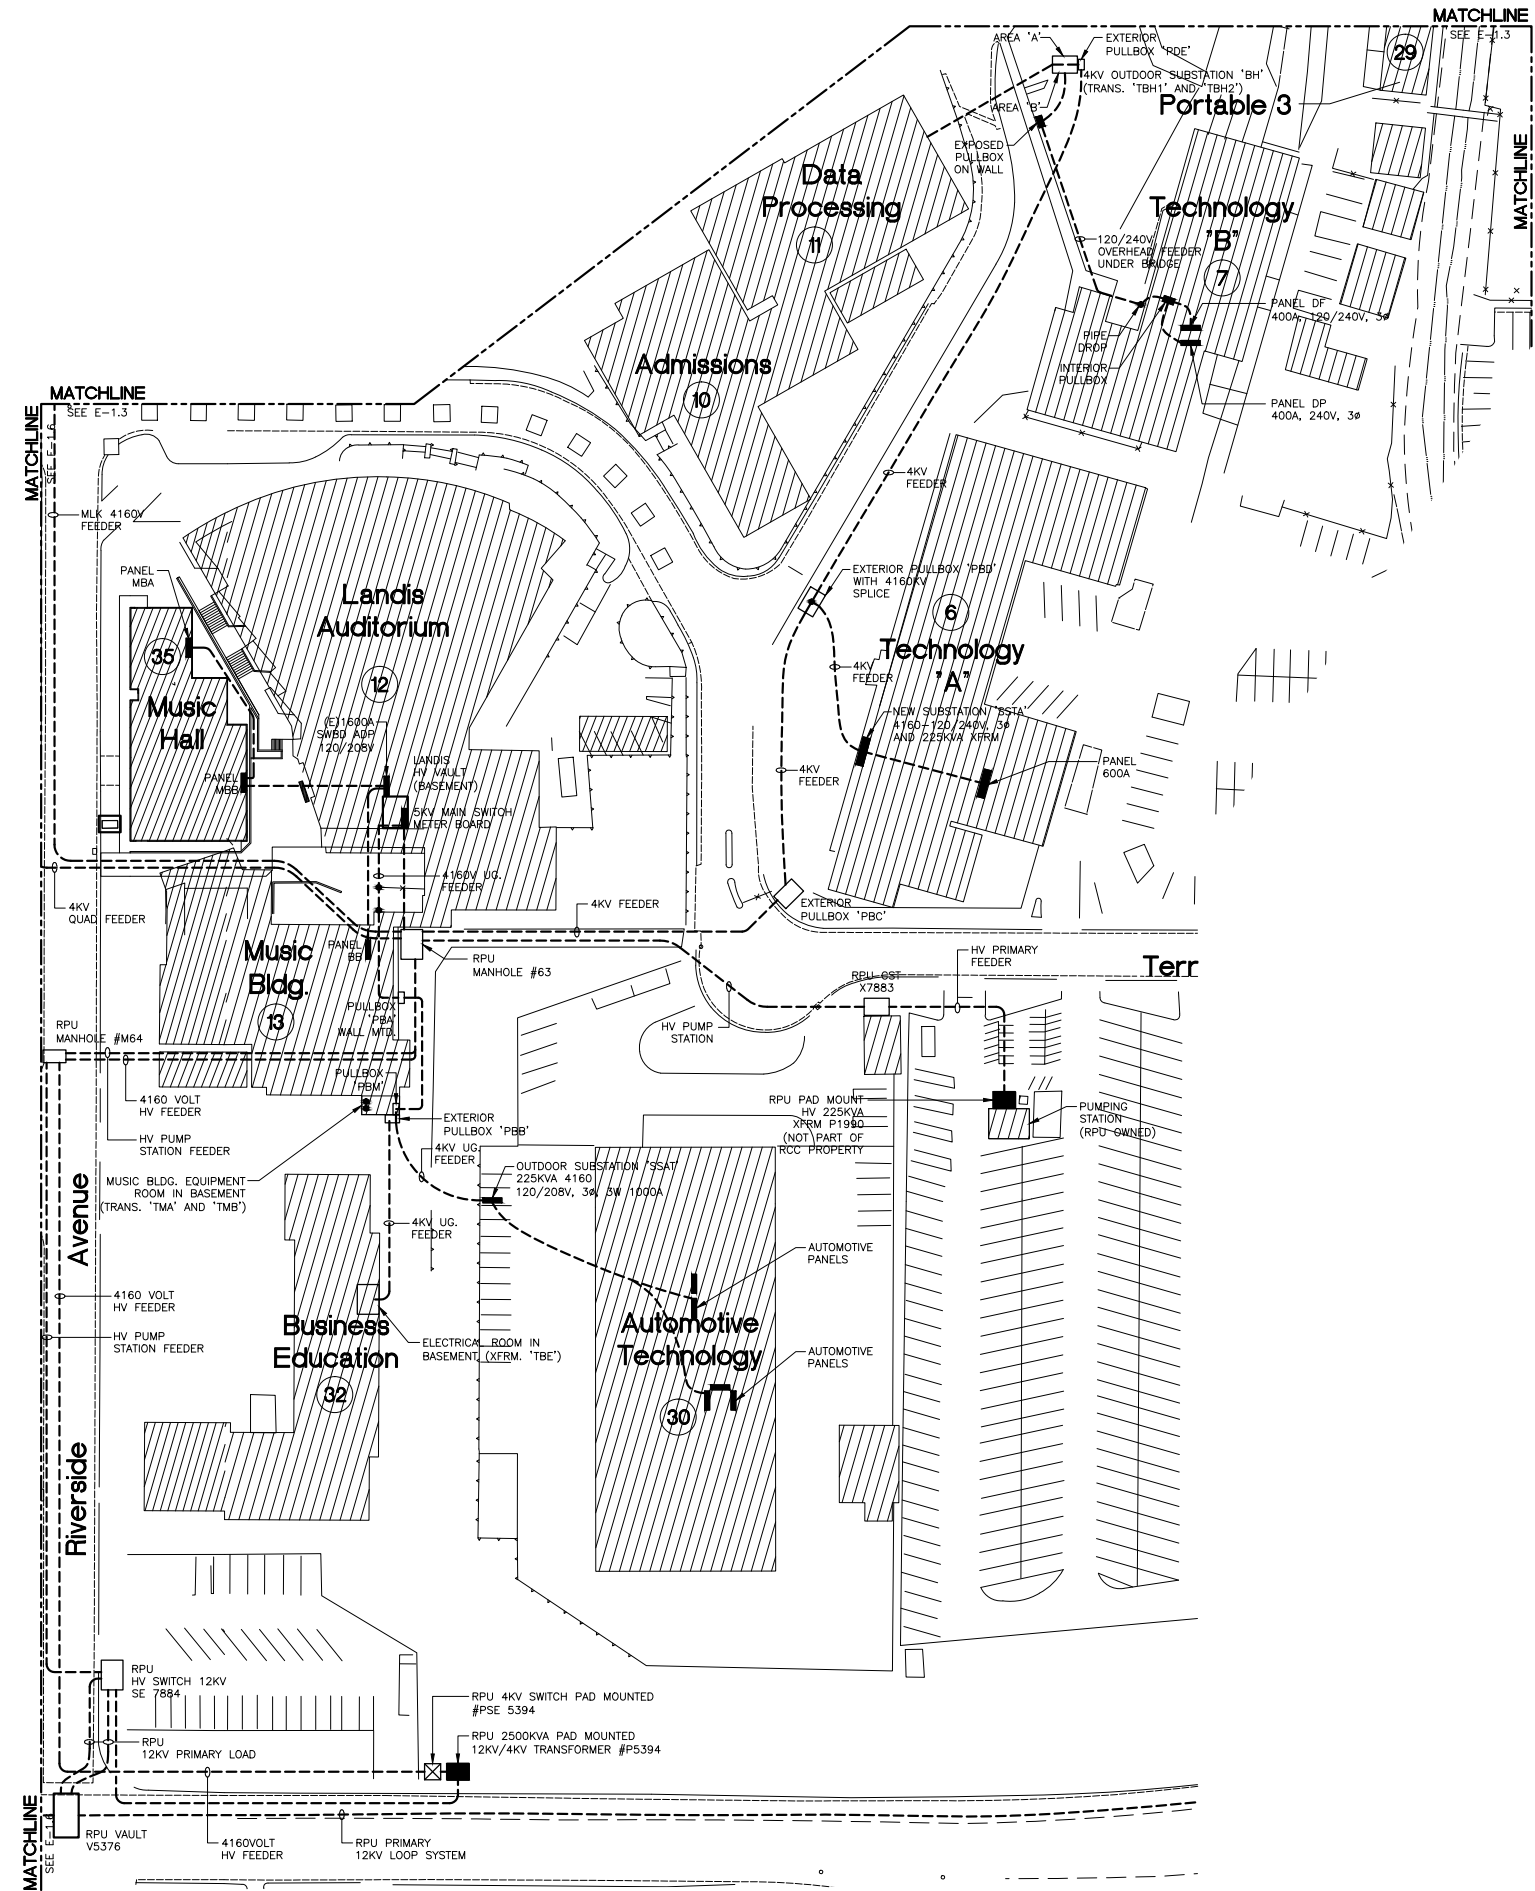 MATCHLINE
SEE E-1.3
AREA 'A'
EXTERIOR
PULLBOX 'PDE'
29
4KV OUTDOOR SUBSTATION 'BH'
(TRANS. 'TBH1' AND 'TBH2')
AREA 'B'
Portable 3
MATCHLINE
EXPOSED
PULLBOX
ON WALL
Data
Processing
11
Technology
"B"
7
120/240V
OVERHEAD FEEDER
UNDER BRIDGE
PANEL DF
400A, 120/240V, 3ø
PIPE
DROP
INTERIOR
PULLBOX
PANEL DP
400A, 240V, 3ø
Admissions
10
MATCHLINE
SEE E-1.3
MATCHLINE
SEE E-1.6
4KV
FEEDER
MLK 4160V
FEEDER
PANEL
MBA
EXTERIOR PULLBOX 'PBD'
WITH 4160KV
SPLICE
Landis
Auditorium
12
6
Technology
"A"
35
Music
Hall
4KV
FEEDER
NEW SUBSTATION 'SSTA'
4160-120/240V, 3ø
AND 225KVA XFRM
(E)1600A
SWBD ADP
120/208V
LANDIS
HV VAULT
(BASEMENT)
PANEL
600A
4KV
FEEDER
PANEL
MBB
5KV MAIN SWITCH
METER BOARD
4160V UG.
FEEDER
4KV
QUAD FEEDER
4KV FEEDER
EXTERIOR
PULLBOX 'PBC'
Music
Bldg.
13
PANEL
BB
RPU
MANHOLE #63
HV PRIMARY
FEEDER
Terr
RPU-CST
X7883
PULLBOX
'PBA'
WALL MTD.
HV PUMP
STATION
RPU
MANHOLE #M64
PULLBOX
'PBM'
4160 VOLT
HV FEEDER
RPU PAD MOUNT
HV 225KVA
XFRM P1990
(NOT PART OF
RCC PROPERTY
PUMPING
STATION
(RPU OWNED)
EXTERIOR
PULLBOX 'PBB'
HV PUMP
STATION FEEDER
4KV UG.
FEEDER
OUTDOOR SUBSTATION 'SSAT'
225KVA 4160
120/208V, 3ø, 3W 1000A
MUSIC BLDG. EQUIPMENT
ROOM IN BASEMENT
(TRANS. 'TMA' AND 'TMB')
4KV UG.
FEEDER
Riverside Avenue
AUTOMOTIVE
PANELS
4160 VOLT
HV FEEDER
HV PUMP
STATION FEEDER
Business
Education
32
ELECTRICAL ROOM IN
BASEMENT (XFRM. 'TBE')
Automotive
Technology
30
AUTOMOTIVE
PANELS
RPU
HV SWITCH 12KV
SE 7884
RPU 4KV SWITCH PAD MOUNTED
#PSE 5394
RPU
12KV PRIMARY LOAD
RPU 2500KVA PAD MOUNTED
12KV/4KV TRANSFORMER #P5394
MATCHLINE
SEE E-1.6
RPU VAULT
V5376
4160VOLT
HV FEEDER
RPU PRIMARY
12KV LOOP SYSTEM